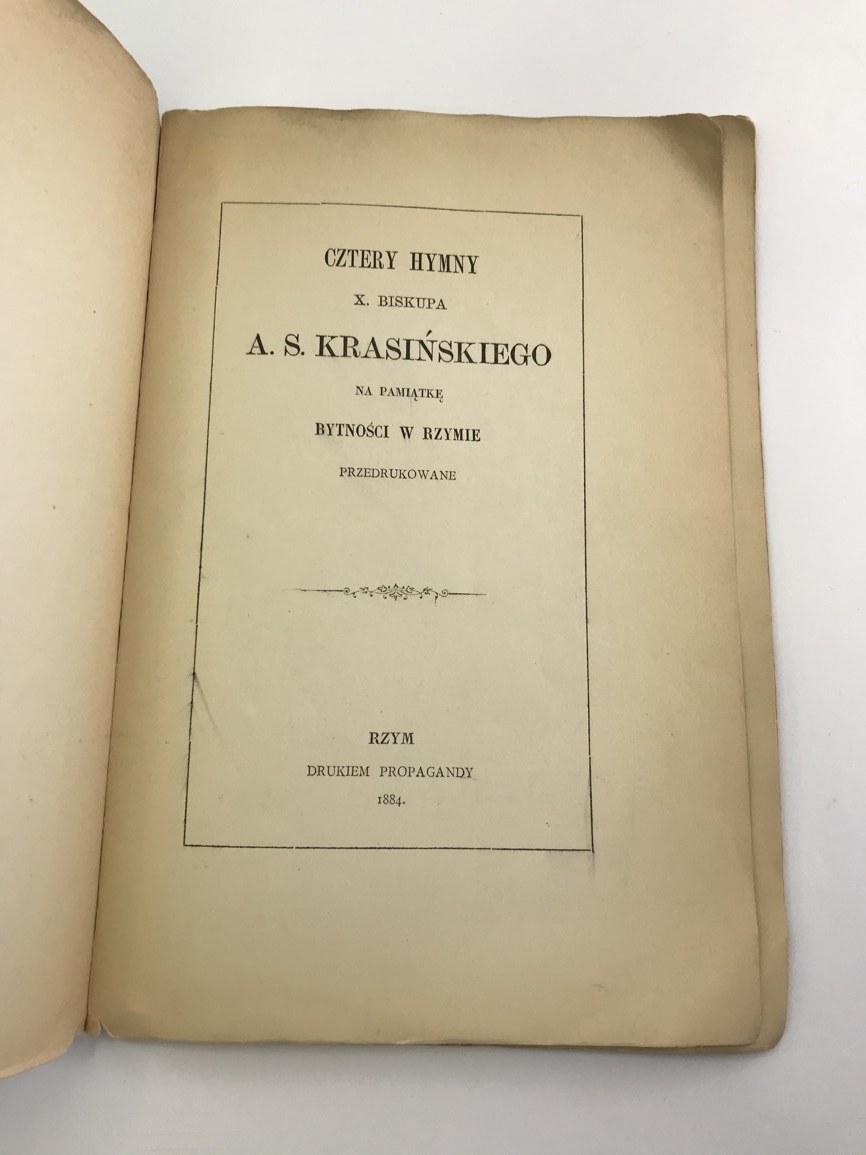 CZTERY HYMNY
X. BISKUPA
A. S. KRASIŃSKIEGO
NA PAMIĄTKĘ
BYTNOŚCI W RZYMIE
PRZEDRUKOWANE
RZYM
DRUKIEM PROPAGANDY
1884.